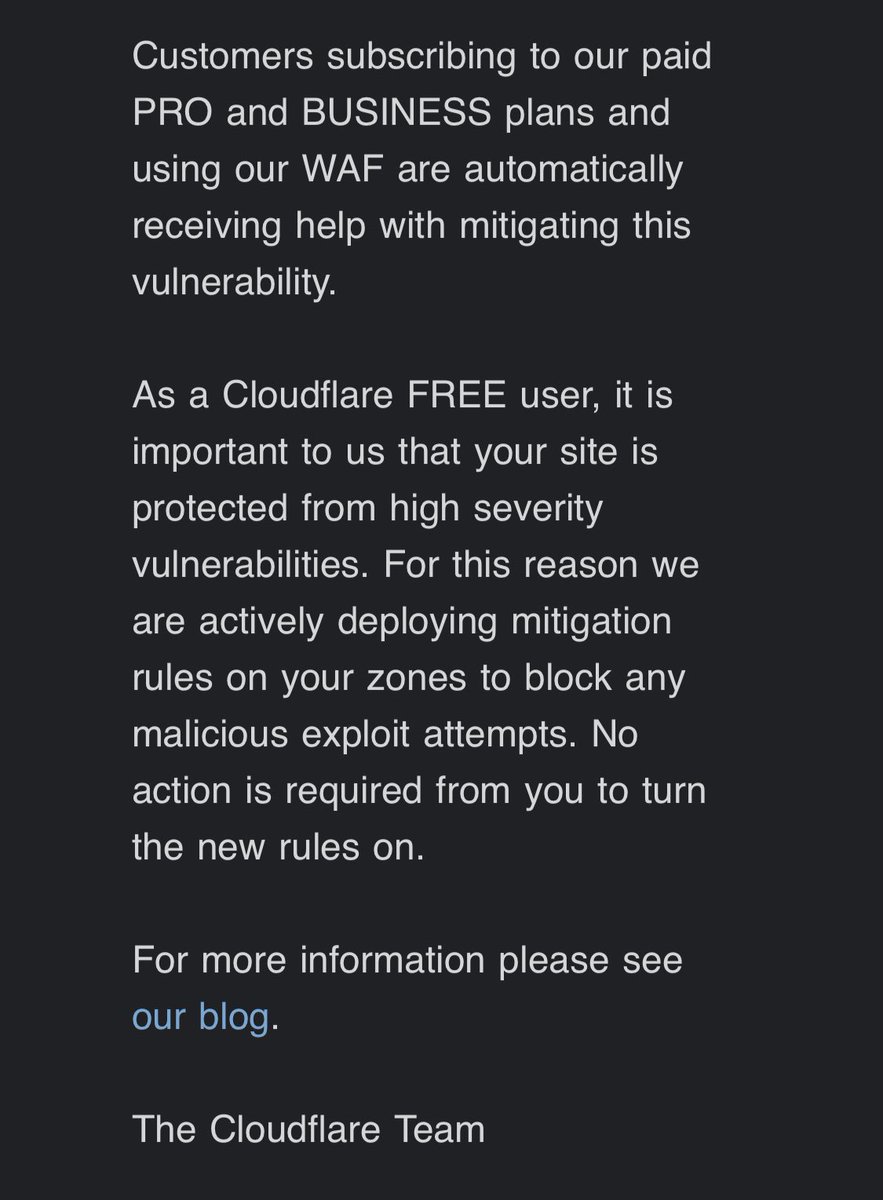 Customers subscribing to our paid
PRO and BUSINESS plans and
using our WAF are automatically
receiving help with mitigating this
vulnerability.
As a Cloudflare FREE user, it is
important to us that your site is
protected from high severity
vulnerabilities. For this reason we
are actively deploying mitigation
rules on your zones to block any
malicious exploit attempts. No
action is required from you to turn
the new rules on.
For more information please see
our blog.
The Cloudflare Team